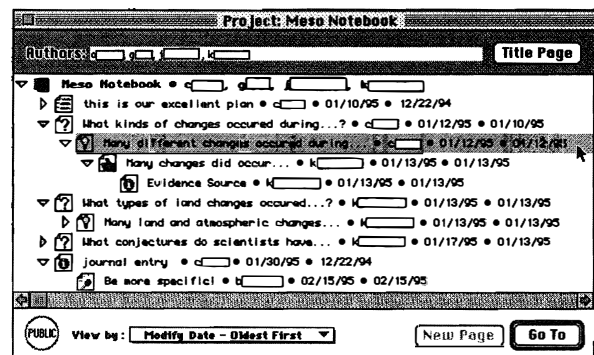 Project: Meso Notebook
Authors: c , g , j , k
Title Page
Meso Notebook • c , g , j , k
this is our excellent plan • c • 01/10/95 • 12/22/94
What kinds of changes occured during...? • c • 01/12/95 • 01/10/95
Many different changus occured during... • c • 01/12/95 • 01/12/95
Many changes did occur... • k • 01/13/95 • 01/13/95
Evidence Source • k • 01/13/95 • 01/13/95
What types of land changes occured...? • k • 01/13/95 • 01/13/95
Many land and atmospheric changes... • k • 01/13/95 • 01/13/95
What conjectures do scientists have... • k • 01/17/95 • 01/13/95
journal entry • c • 01/30/95 • 12/22/94
Be more specific! • b • 02/15/95 • 02/15/95
PUBLIC View by: Modify Date - Oldest First New Page Go To